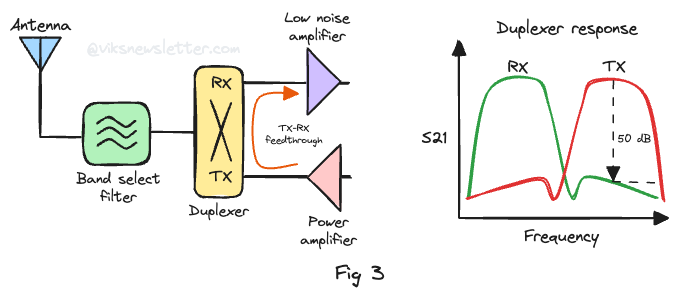 Antenna
@viksnewsletter.com
Low noise
amplifier
RX
TX-RX
feedthrough
TX
Band select
filter
Duplexer
Power
amplifier
Duplexer response
RX
TX
S21
50 dB
Frequency
Fig 3